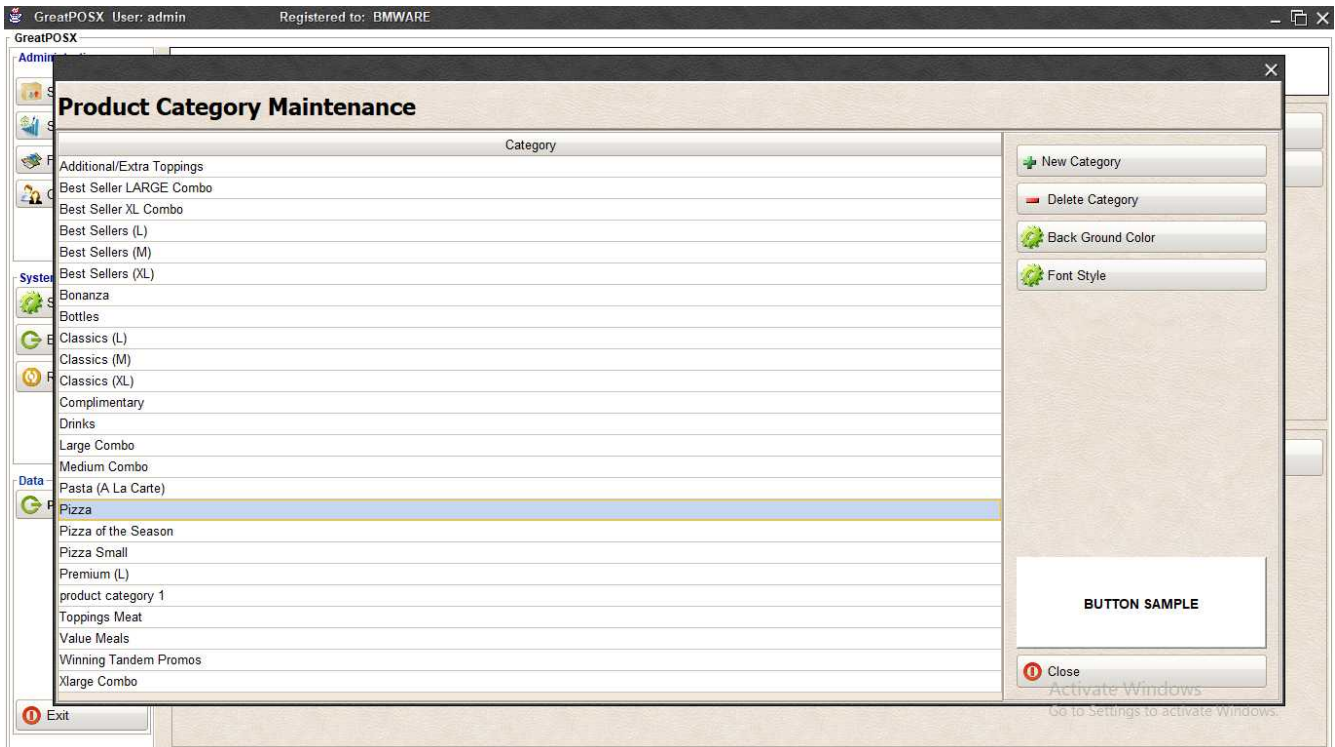 GreatPOSX User: admin Registered to: BMWARE
GreatPOSX
Product Category Maintenance
Category
Additional/Extra Toppings
Best Seller LARGE Combo
Best Seller XL Combo
Best Sellers (L)
Best Sellers (M)
Best Sellers (XL)
Bonanza
Bottles
Classics (L)
Classics (M)
Classics (XL)
Complimentary
Drinks
Large Combo
Medium Combo
Pasta (A La Carte)
Pizza
Pizza of the Season
Pizza Small
Premium (L)
product category 1
Toppings Meat
Value Meals
Winning Tandem Promos
Xlarge Combo
New Category
Delete Category
Back Ground Color
Font Style
BUTTON SAMPLE
Close
Data
Exit
Activate Windows
Go to Settings to activate Windows.